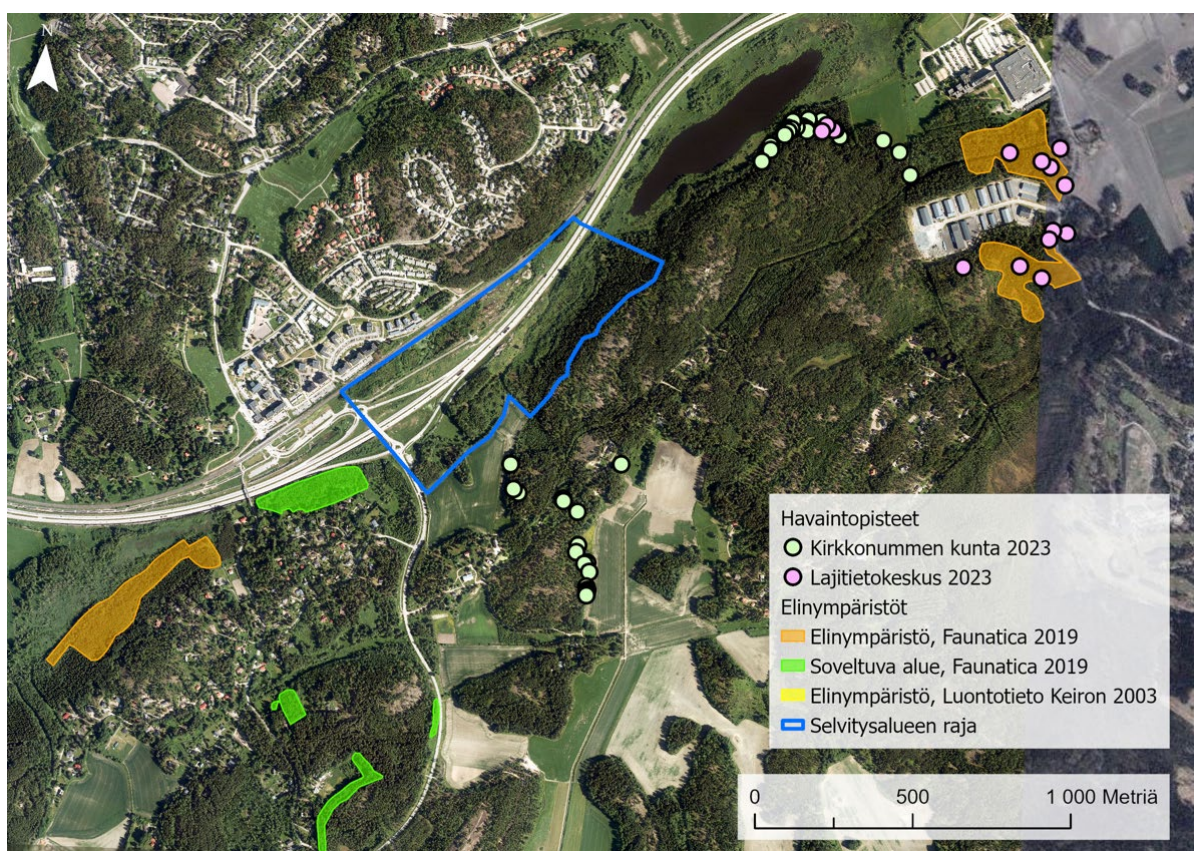 N
Havaintopisteet
Kirkkonummen kunta 2023
Lajitietokeskus 2023
Elinympäristöt
Elinympäristö, Faunatica 2019
Soveltuva alue, Faunatica 2019
Elinympäristö, Luontotieto Keiron 2003
Selvitysalueen raja
0 500 1 000 Metriä